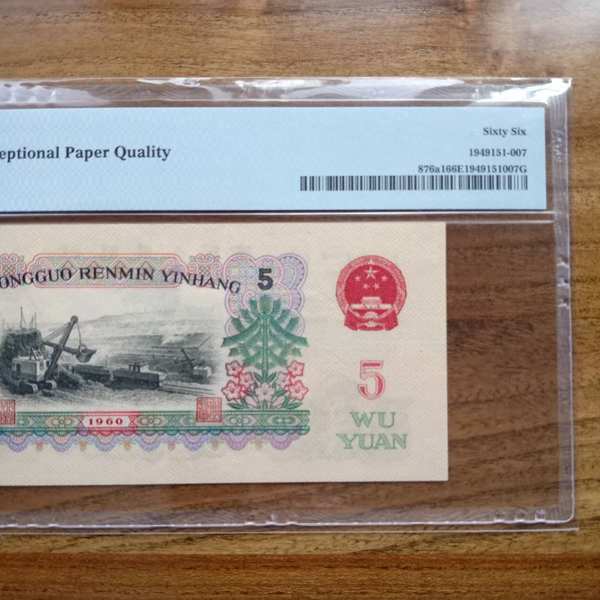 Sixty Six
eptional Paper Quality
1949151-007
876a166E1949151007G
ONGGUO RENMIN YINHANG
5
5
WU
YUAN
1960